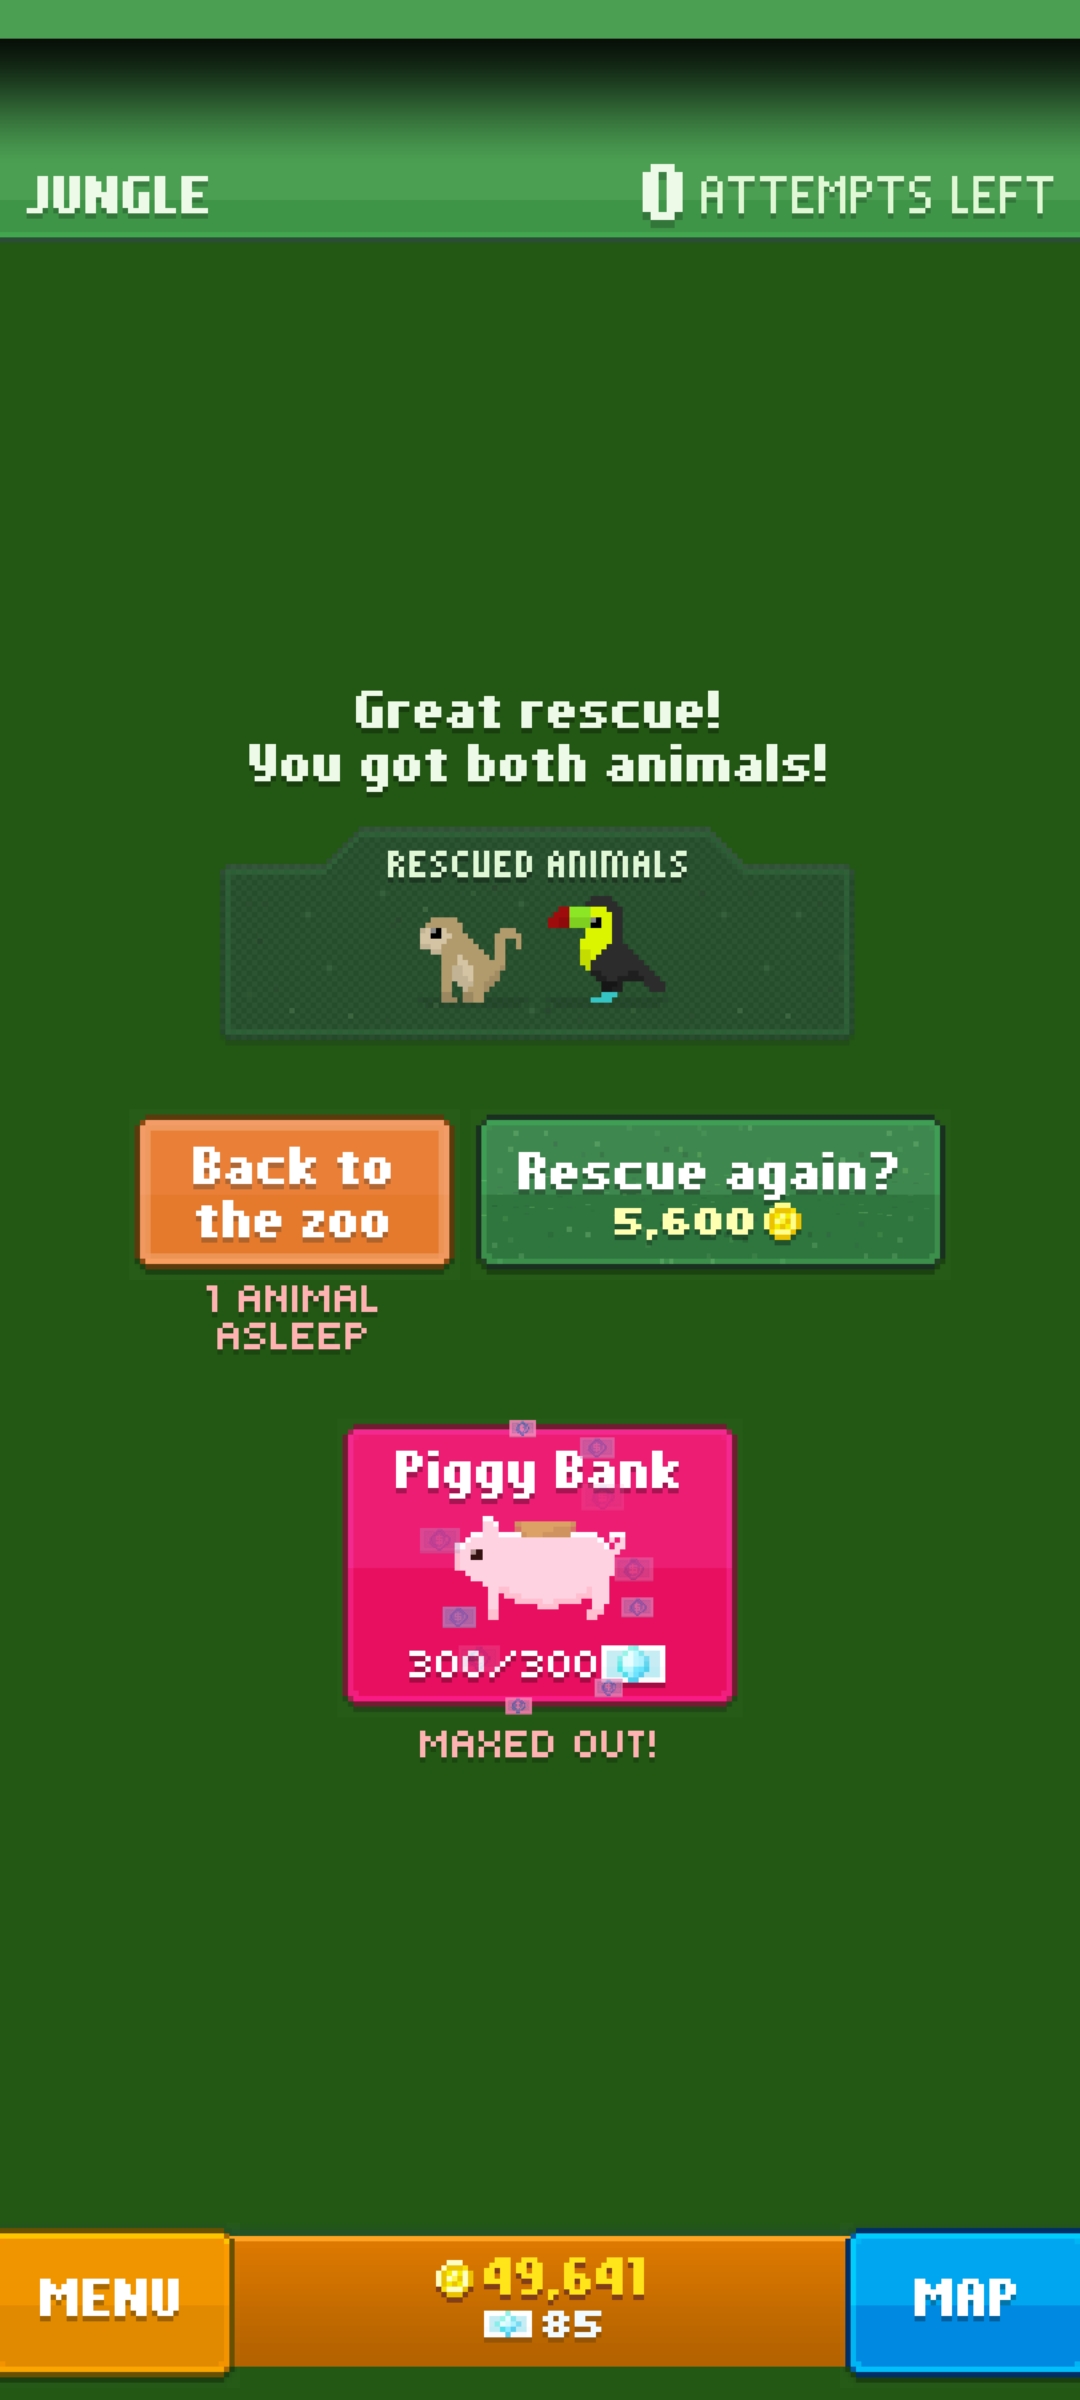 JUNGLE
0 ATTEMPTS LEFT
Great rescue!
You got both animals!
RESCUED ANIMALS
Back to
the zoo
Rescue again?
5,600
1 ANIMAL
ASLEEP
Piggy Bank
300/300
MAXED OUT!
MENU
49,641
85
MAP